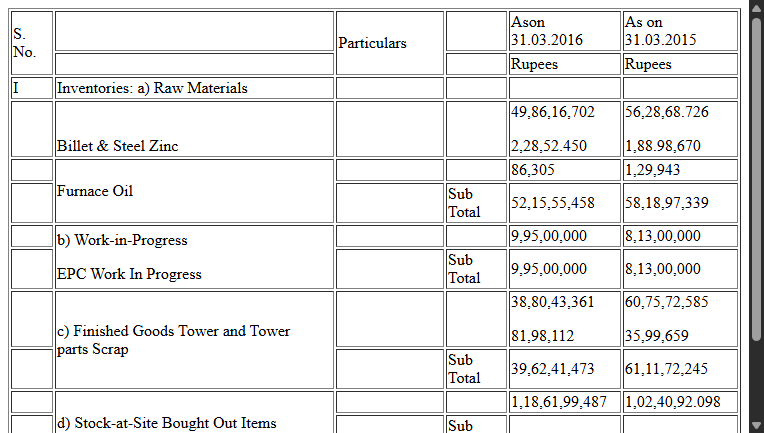 S. No. Particulars Ason 31.03.2016 As on 31.03.2015
Rupees Rupees
I Inventories: a) Raw Materials
Billet & Steel Zinc 49,86,16,702 56,28,68.726
2,28,52.450 1,88.98,670
Furnace Oil 86,305 1,29,943
Sub Total 52,15,55,458 58,18,97,339
b) Work-in-Progress 9,95,00,000 8,13,00,000
EPC Work In Progress Sub Total 9,95,00,000 8,13,00,000
c) Finished Goods Tower and Tower parts Scrap 38,80,43,361 60,75,72,585
81,98,112 35,99,659
Sub Total 39,62,41,473 61,11,72,245
d) Stock-at-Site Bought Out Items 1,18,61,99,487 1,02,40,92.098
Sub